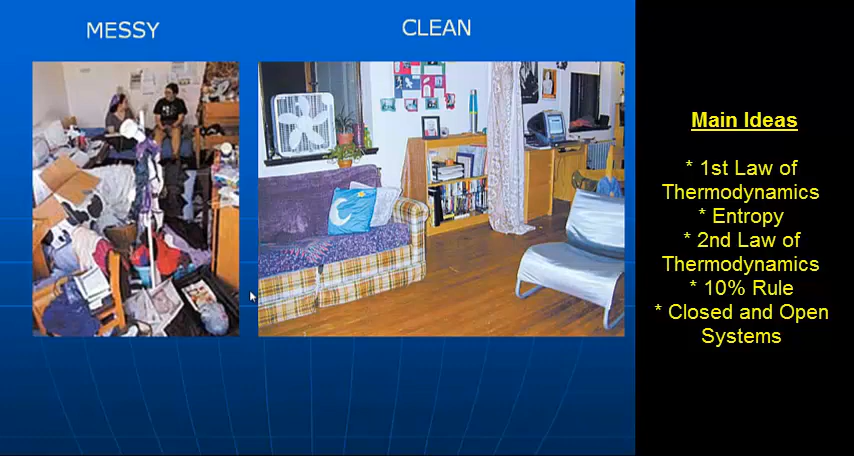 MESSY
CLEAN
Main Ideas
* 1st Law of
Thermodynamics
* Entropy
* 2nd Law of
Thermodynamics
* 10% Rule
* Closed and Open
Systems